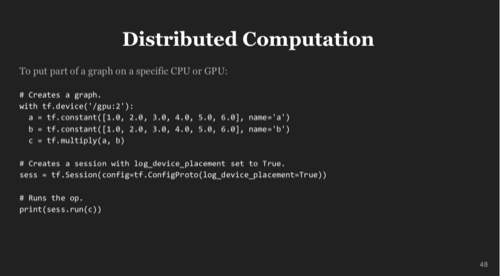 Distributed Computation
To put part of a graph on a specific CPU or GPU:
# Creates a graph.
with tf.device('/gpu:2'):
  a = tf.constant([1.0, 2.0, 3.0, 4.0, 5.0, 6.0], name='a')
  b = tf.constant([1.0, 2.0, 3.0, 4.0, 5.0, 6.0], name='b')
  c = tf.multiply(a, b)
# Creates a session with log_device_placement set to True.
sess = tf.Session(config=tf.ConfigProto(log_device_placement=True))
# Runs the op.
print(sess.run(c))
48